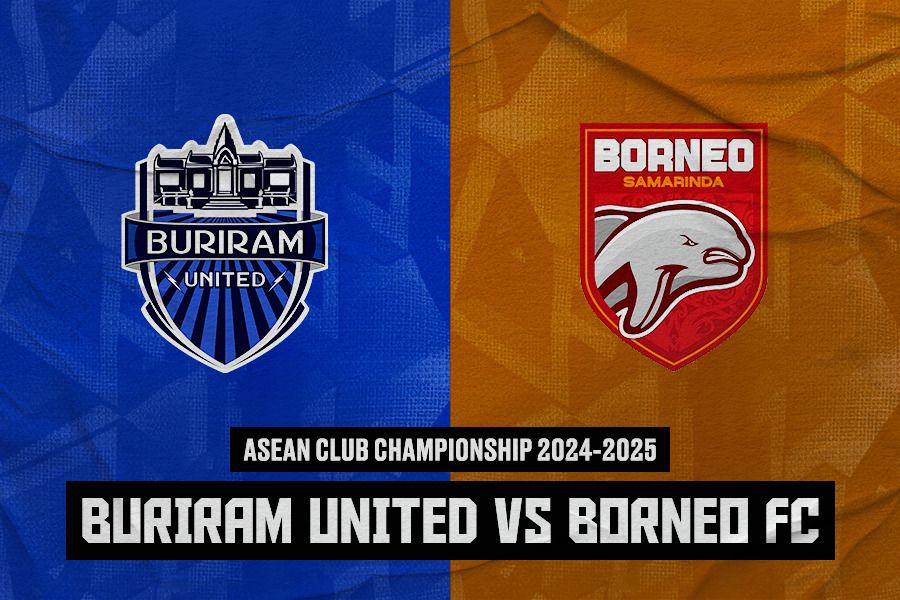 BURIRAM
UNITED
BORNEO
SAMARINDA
ASEAN CLUB CHAMPIONSHIP 2024-2025
BURIRAM UNITED VS BORNEO FC